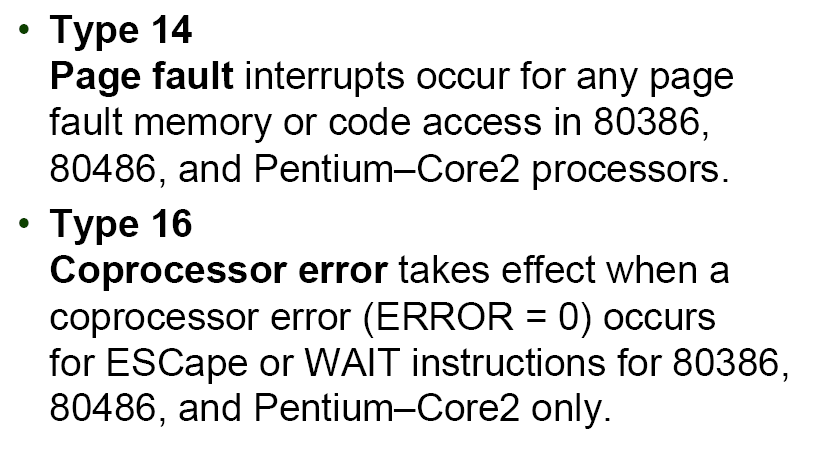 • Type 14
Page fault interrupts occur for any page
fault memory or code access in 80386,
80486, and Pentium–Core2 processors.
• Type 16
Coprocessor error takes effect when a
coprocessor error (ERROR = 0) occurs
for ESCape or WAIT instructions for 80386,
80486, and Pentium–Core2 only.